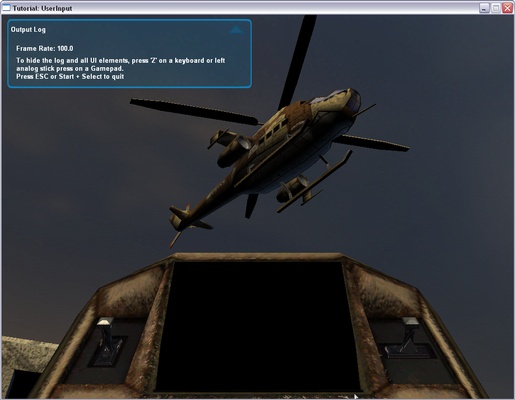 Tutorial: UserInput
Output Log
Frame Rate: 100.0
To hide the log and all UI elements, press 'Z' on a keyboard or left
analog stick press on a Gamepad.
Press ESC or Start + Select to quit